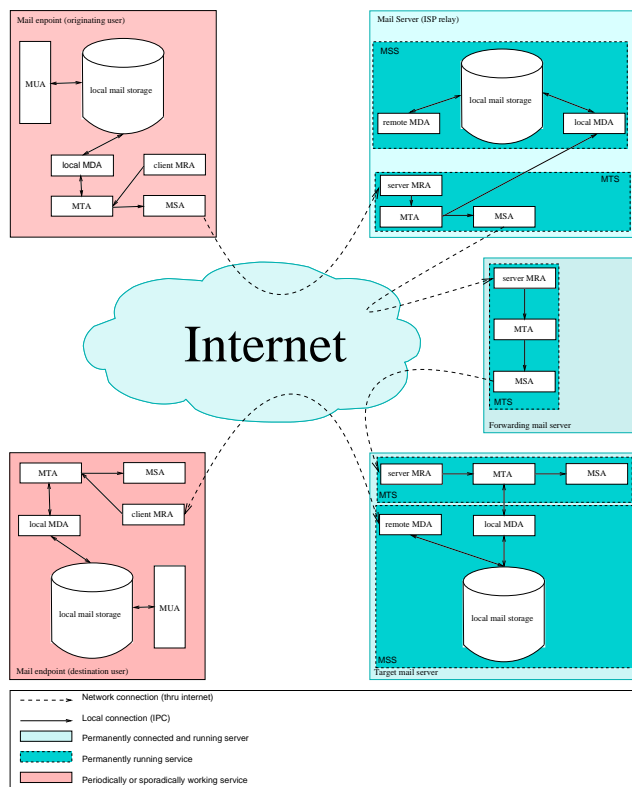 Mail enpoint (originating user)
MUA
local mail storage
local MDA
client MRA
MTA
MSA
Mail Server (ISP relay)
MSS
local mail storage
remote MDA
local MDA
MTS
server MRA
MTA
MSA
Internet
server MRA
MTA
MSA
MTS
Forwarding mail server
MTA
MSA
client MRA
local MDA
local mail storage
MUA
Mail endpoint (destination user)
server MRA
MTA
MSA
MTS
remote MDA
local MDA
local mail storage
MSS
Target mail server
Network connection (thru internet)
Local connection (IPC)
Permanently connected and running server
Permanently running service
Periodically or sporadically working service